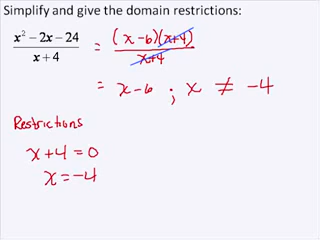 Simplify and give the domain restrictions:
x² − 2x − 24 / x + 4 = (x−6)(x+4) / x+4
= x−6 ; x ≠ −4
Restrictions
x + 4 = 0
x = −4